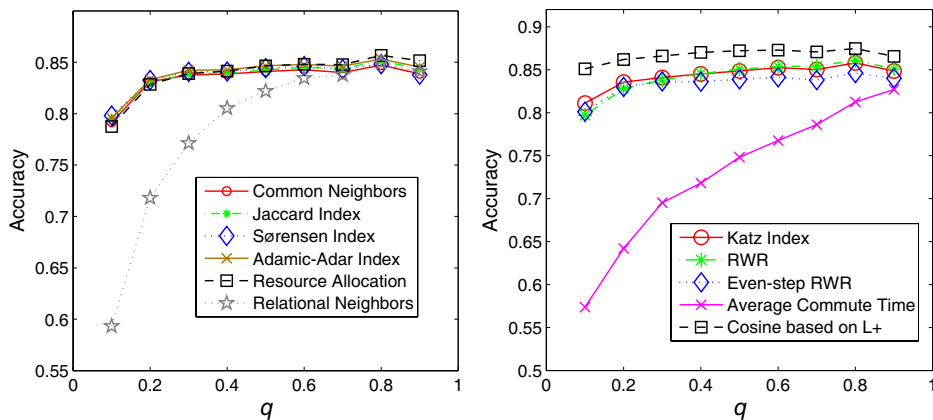 0.9
0.85
0.8
0.75
0.7
0.65
0.6
0.55
Accuracy
0 0.2 0.4 0.6 0.8 1
q
Common Neighbors
Jaccard Index
Sørensen Index
Adamic-Adar Index
Resource Allocation
Relational Neighbors
0.9
0.85
0.8
0.75
0.7
0.65
0.6
0.55
0.5
Accuracy
0 0.2 0.4 0.6 0.8 1
q
Katz Index
RWR
Even-step RWR
Average Commute Time
Cosine based on L+